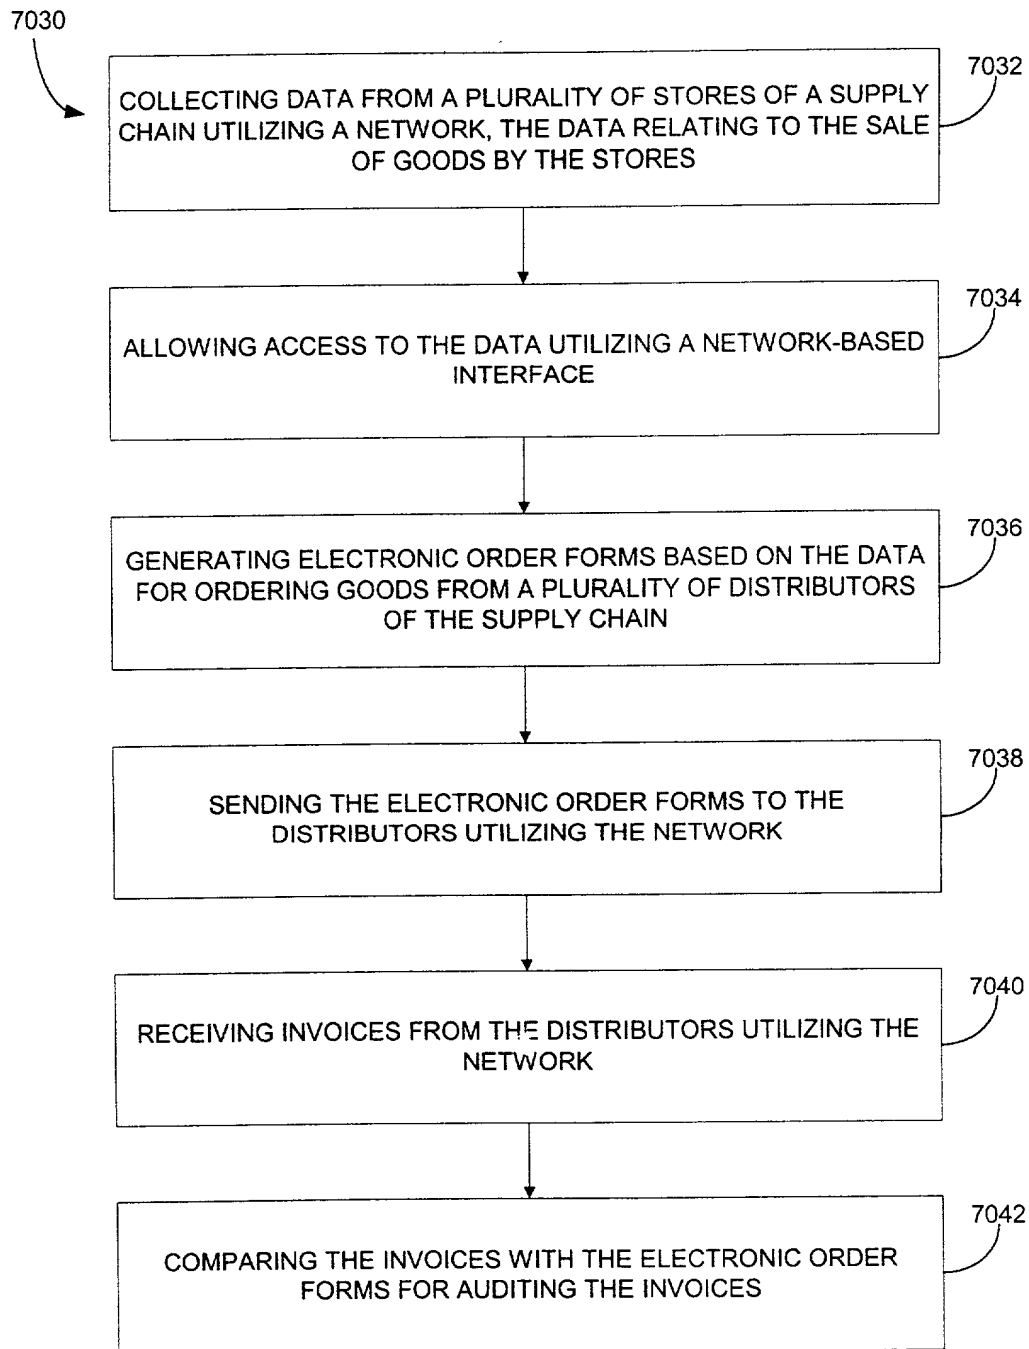 7030
7032
COLLECTING DATA FROM A PLURALITY OF STORES OF A SUPPLY
CHAIN UTILIZING A NETWORK, THE DATA RELATING TO THE SALE
OF GOODS BY THE STORES
7034
ALLOWING ACCESS TO THE DATA UTILIZING A NETWORK-BASED
INTERFACE
7036
GENERATING ELECTRONIC ORDER FORMS BASED ON THE DATA
FOR ORDERING GOODS FROM A PLURALITY OF DISTRIBUTORS
OF THE SUPPLY CHAIN
7038
SENDING THE ELECTRONIC ORDER FORMS TO THE
DISTRIBUTORS UTILIZING THE NETWORK
7040
RECEIVING INVOICES FROM THE DISTRIBUTORS UTILIZING THE
NETWORK
7042
COMPARING THE INVOICES WITH THE ELECTRONIC ORDER
FORMS FOR AUDITING THE INVOICES